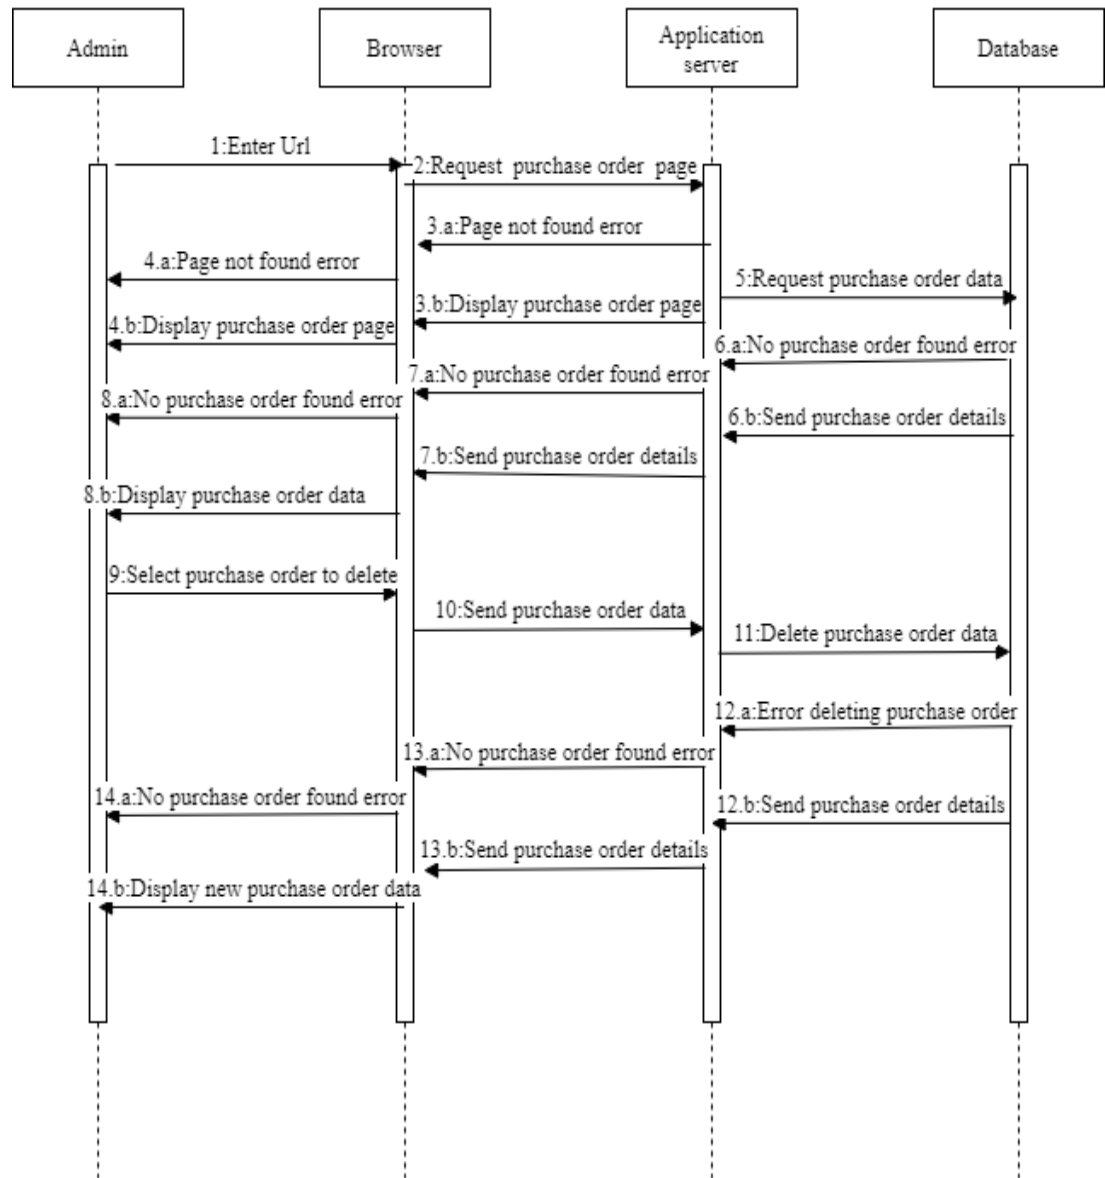 Admin
Browser
Application
server
Database
1:Enter Url
2:Request purchase order page
3.a:Page not found error
4.a:Page not found error
5:Request purchase order data
3.b:Display purchase order page
4.b:Display purchase order page
6.a:No purchase order found error
7.a:No purchase order found error
8.a:No purchase order found error
6.b:Send purchase order details
7.b:Send purchase order details
8.b:Display purchase order data
9:Select purchase order to delete
10:Send purchase order data
11:Delete purchase order data
12.a:Error deleting purchase order
13.a:No purchase order found error
14.a:No purchase order found error
12.b:Send purchase order details
13.b:Send purchase order details
14.b:Display new purchase order data